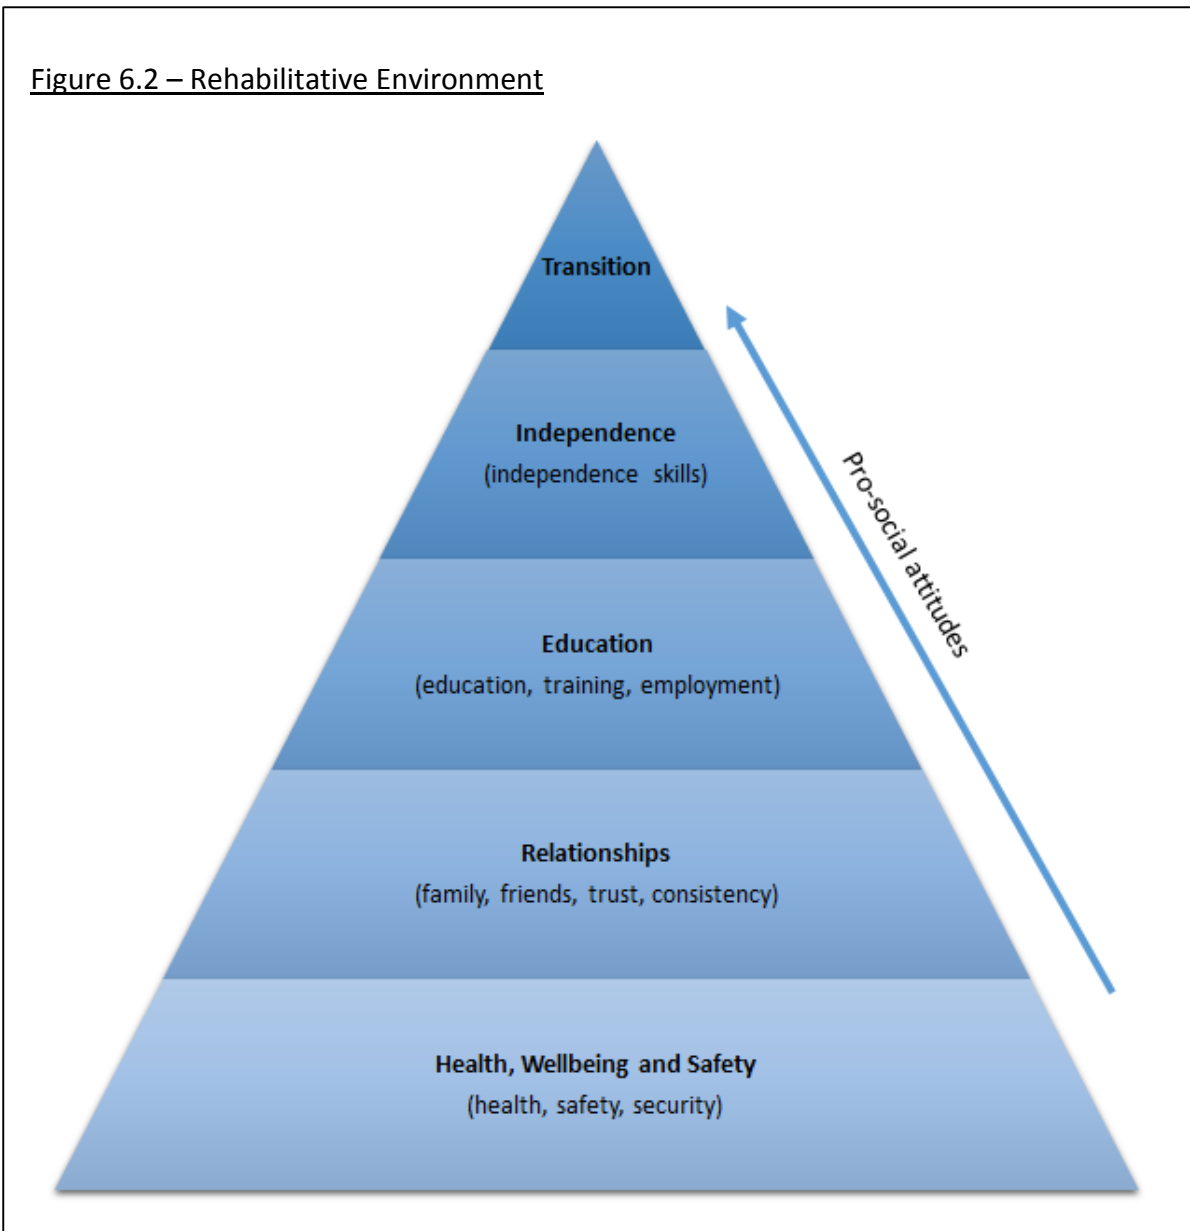 Figure 6.2 – Rehabilitative Environment
Transition
Independence
(independence skills)
Pro-social attitudes
Education
(education, training, employment)
Relationships
(family, friends, trust, consistency)
Health, Wellbeing and Safety
(health, safety, security)